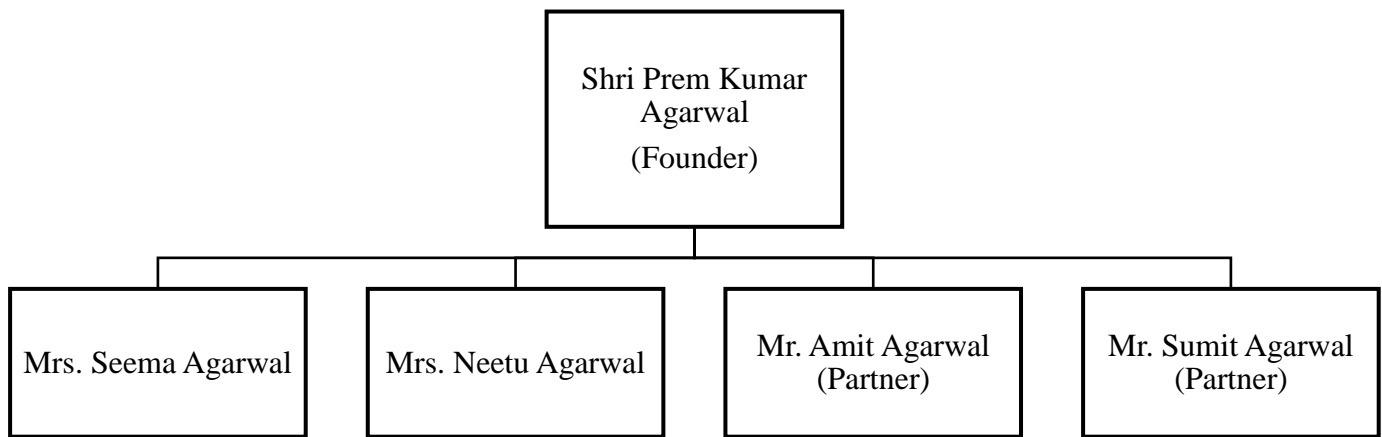 Shri Prem Kumar
Agarwal
(Founder)
Mrs. Seema Agarwal
Mrs. Neetu Agarwal
Mr. Amit Agarwal
(Partner)
Mr. Sumit Agarwal
(Partner)